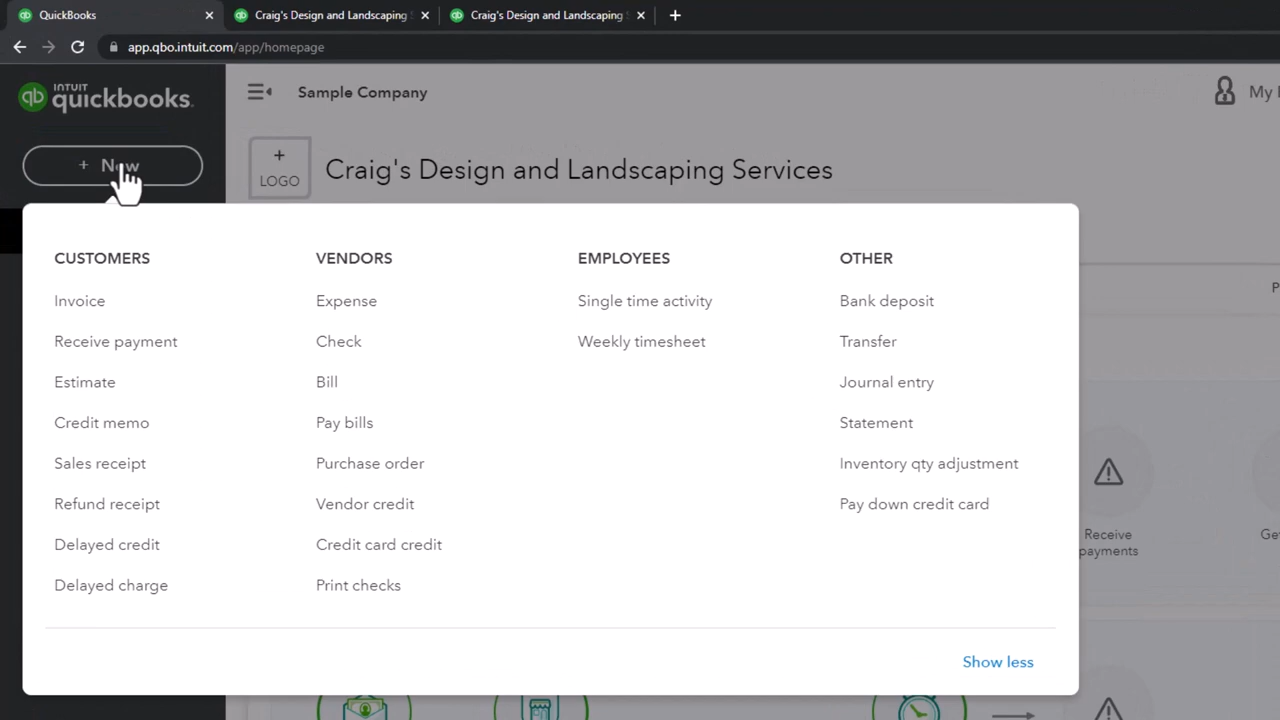 QuickBooks
Craig's Design and Landscaping
Craig's Design and Landscaping
app.qbo.intuit.com/app/homepage
INTUIT
qb quickbooks.
Sample Company
My
+ New
+
LOGO
Craig's Design and Landscaping Services
CUSTOMERS
Invoice
Receive payment
Estimate
Credit memo
Sales receipt
Refund receipt
Delayed credit
Delayed charge
VENDORS
Expense
Check
Bill
Pay bills
Purchase order
Vendor credit
Credit card credit
Print checks
EMPLOYEES
Single time activity
Weekly timesheet
OTHER
Bank deposit
Transfer
Journal entry
Statement
Inventory qty adjustment
Pay down credit card
Show less
P
Receive
payments
Ge